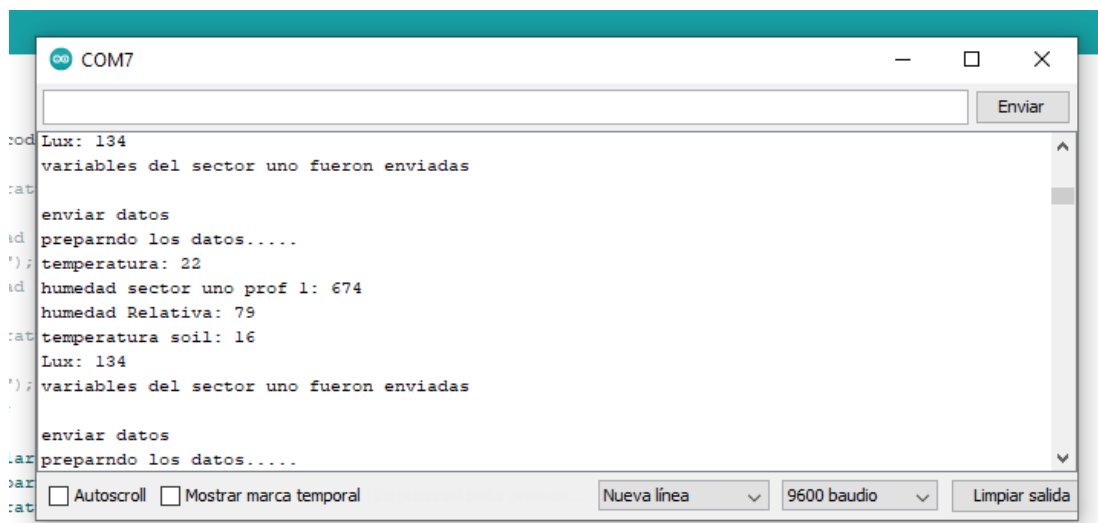 COM7
Enviar
Lux: 134
variables del sector uno fueron enviadas
enviar datos
preparndo los datos.....
temperatura: 22
humedad sector uno prof 1: 674
humedad Relativa: 79
temperatura soil: 16
Lux: 134
variables del sector uno fueron enviadas
enviar datos
preparndo los datos.....
Autoscroll Mostrar marca temporal Nueva línea 9600 baudio Limpiar salida